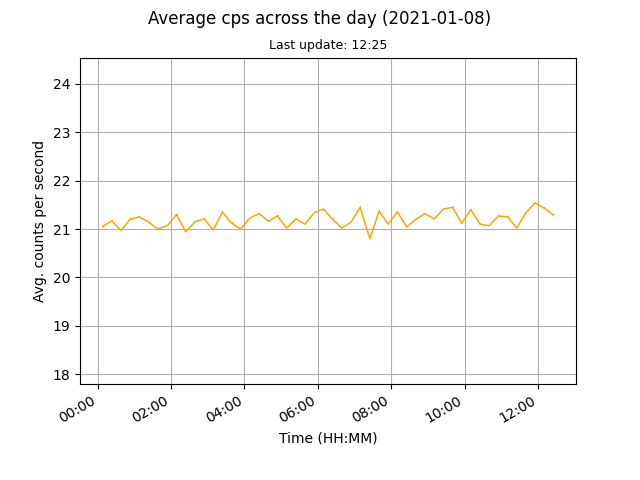 Average cps across the day (2021-01-08)
Last update: 12:25
Avg. counts per second
24
23
22
21
20
19
18
00:00 02:00 04:00 06:00 08:00 10:00 12:00
Time (HH:MM)